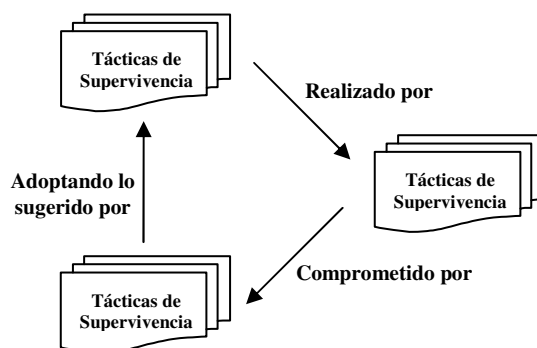 Tácticas de
Supervivencia
Realizado por
Tácticas de
Supervivencia
Adoptando lo
sugerido por
Comprometido por
Tácticas de
Supervivencia